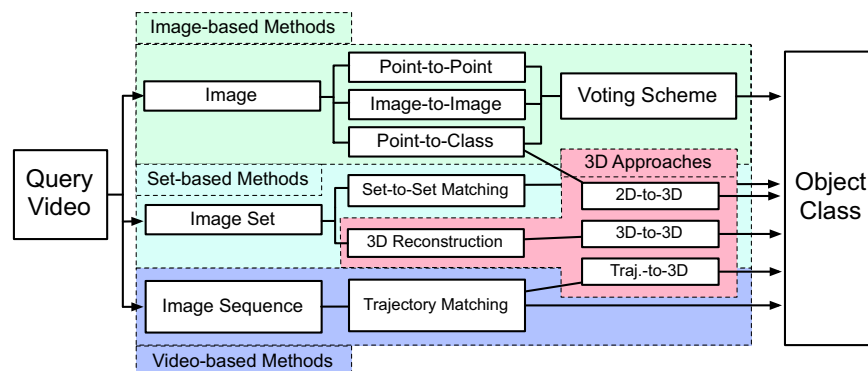 Image-based Methods
Point-to-Point
Image
Image-to-Image
Voting Scheme
Point-to-Class
3D Approaches
Query
Video
Set-based Methods
Set-to-Set Matching
2D-to-3D
Object
Class
Image Set
3D Reconstruction
3D-to-3D
Traj.-to-3D
Image Sequence
Trajectory Matching
Video-based Methods